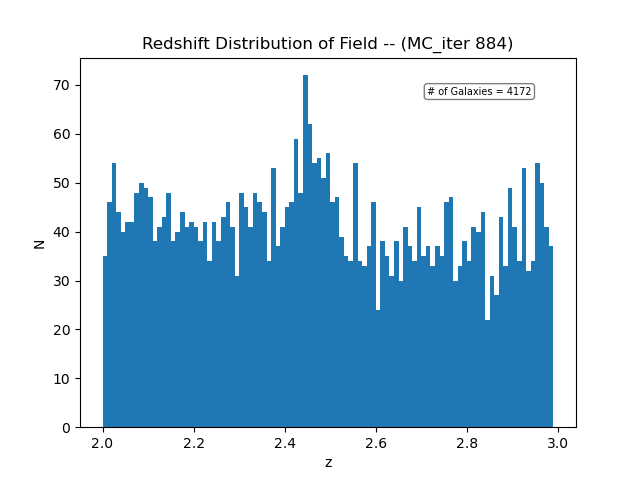 Redshift Distribution of Field -- (MC_iter 884)
# of Galaxies = 4172
70
60
50
40
30
20
10
0
N
2.0 2.2 2.4 2.6 2.8 3.0
z